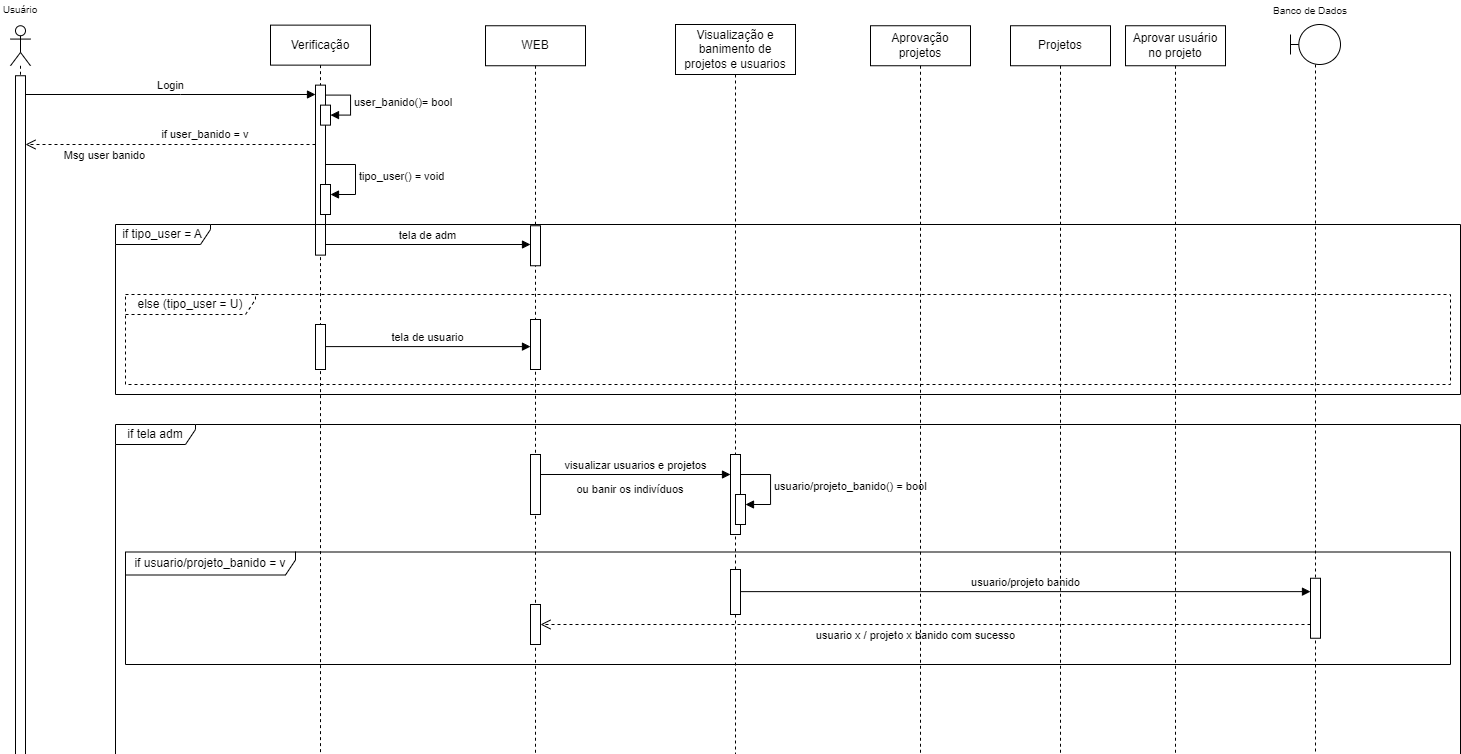 Usuário
Banco de Dados
Verificação
WEB
Visualização e
banimento de
projetos e usuarios
Aprovação
projetos
Projetos
Aprovar usuário
no projeto
Login
user_banido()= bool
if user_banido = v
Msg user banido
tipo_user() = void
if tipo_user = A
tela de adm
else (tipo_user = U)
tela de usuario
if tela adm
visualizar usuarios e projetos
ou banir os indivíduos
usuario/projeto_banido() = bool
if usuario/projeto_banido = v
usuario/projeto banido
usuario x / projeto x banido com sucesso